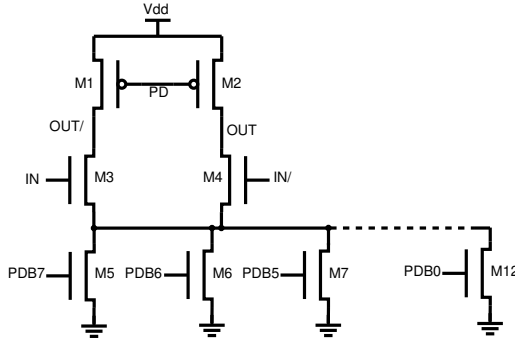 Vdd
M1
PD
M2
OUT/
OUT
IN
M3
M4
IN/
PDB7
M5
PDB6
M6
PDB5
M7
PDB0
M12